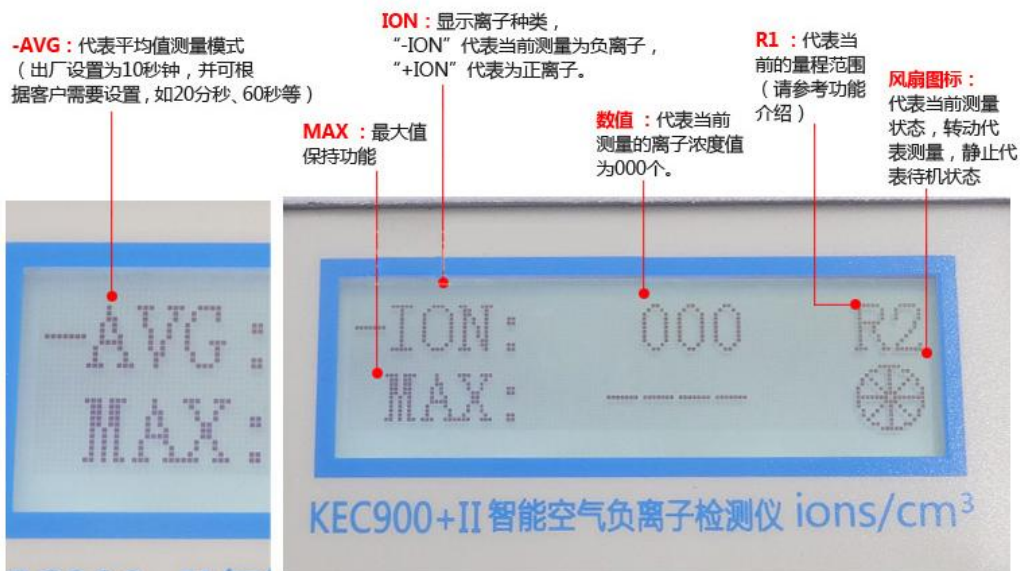 -AVG：代表平均值测量模式
（出厂设置为10秒钟，并可根
据客户需要设置，如20分秒、60秒等）
ION：显示离子种类，
“-ION”代表当前测量为负离子，
“+ION”代表为正离子。
MAX ：最大值
保持功能
数值 ：代表当前
测量的离子浓度值
为000个。
R1 ：代表当
前的量程范围
（请参考功能
介绍）
风扇图标：
代表当前测量
状态，转动代
表测量，静止代
表待机状态
-AVG:
MAX:
-ION: 000 R2
MAX: ----
KEC900+II 智能空气负离子检测仪 ions/cm³